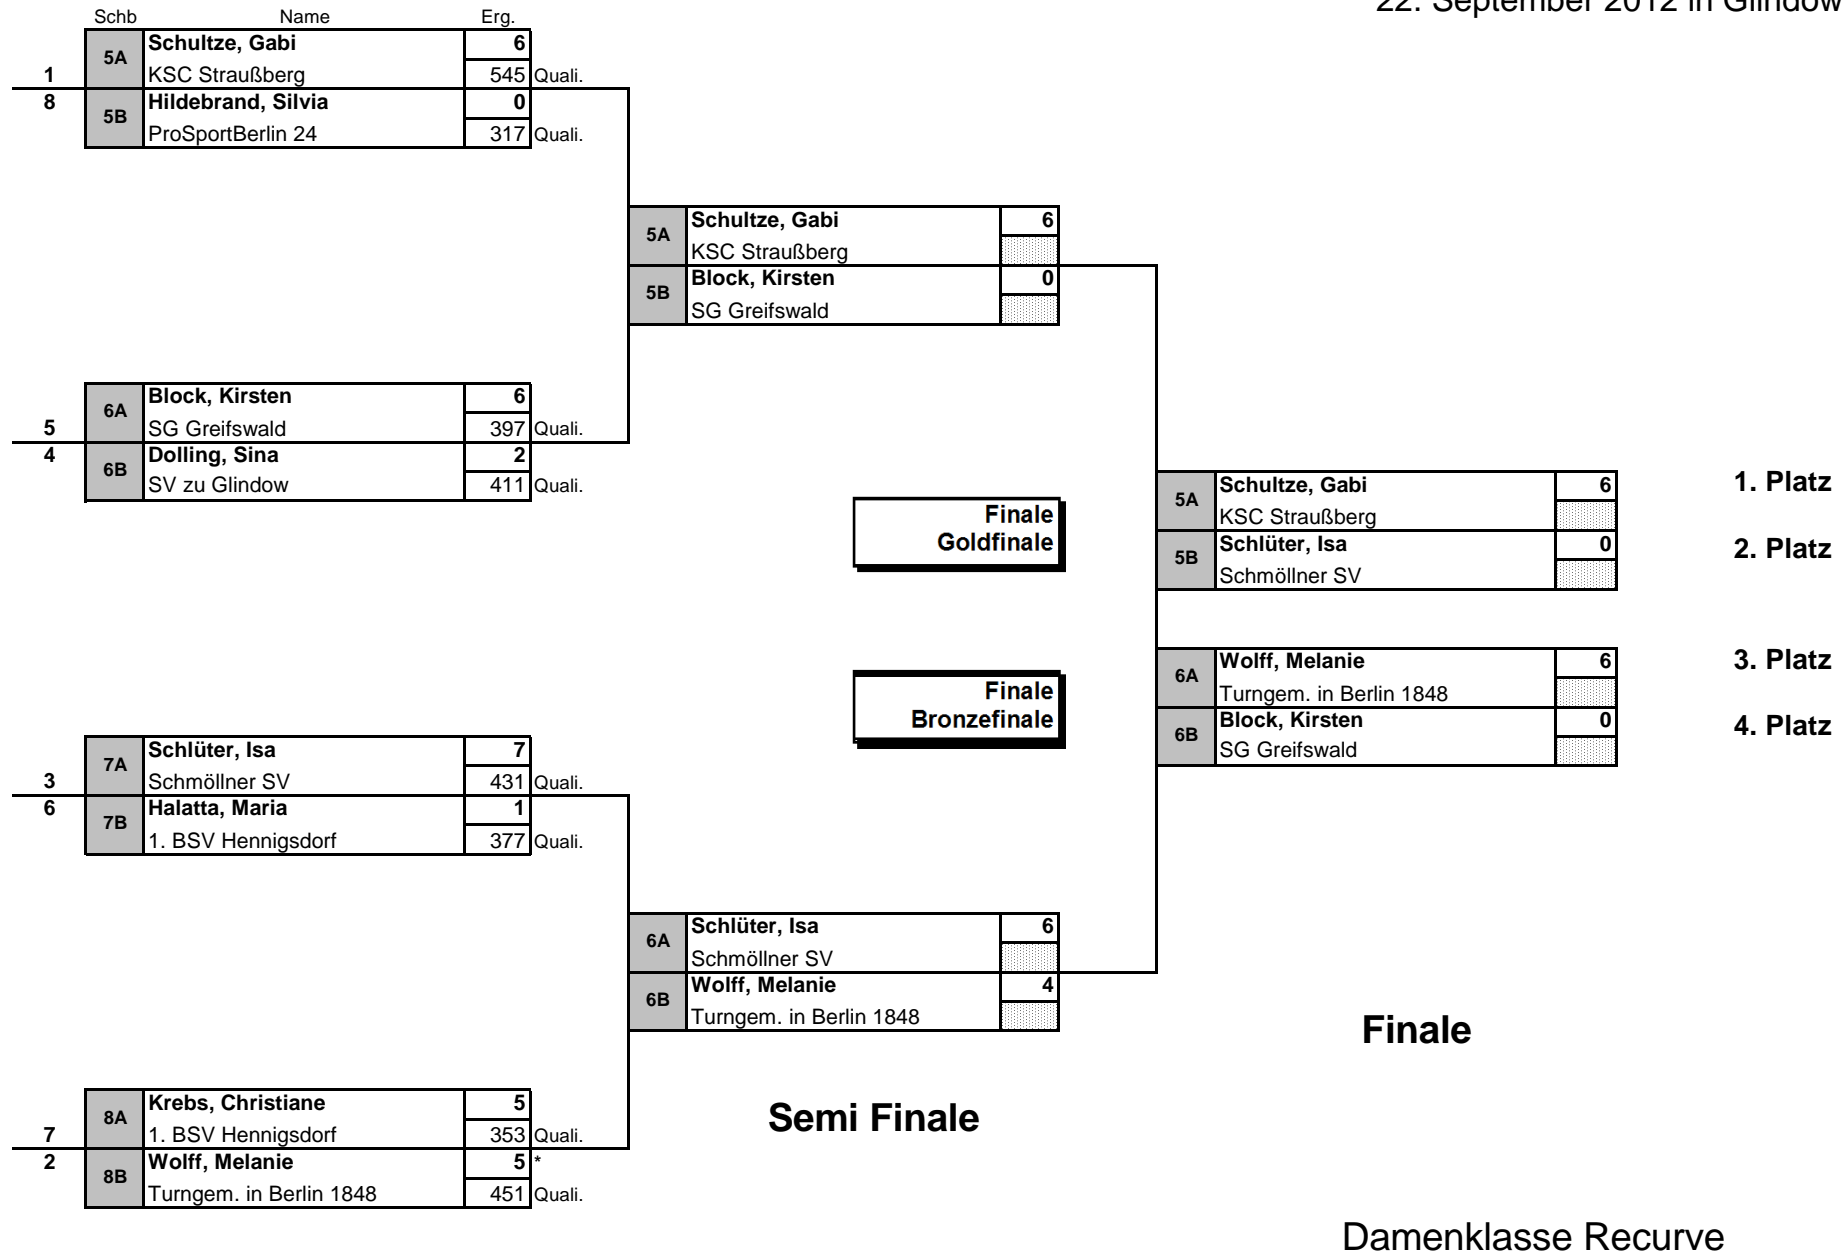 22. September 2012 in Glindow
Schb Name Erg.
5A Schultze, Gabi 6
1 KSC Straußberg 545 Quali.
8 5B Hildebrand, Silvia 0
ProSportBerlin 24 317 Quali.
5A Schultze, Gabi 6
KSC Straußberg
5B Block, Kirsten 0
SG Greifswald
6A Block, Kirsten 6
5 SG Greifswald 397 Quali.
4 6B Dolling, Sina 2
SV zu Glindow 411 Quali.
Finale
Goldfinale
5A Schultze, Gabi 6 1. Platz
KSC Straußberg
5B Schlüter, Isa 0 2. Platz
Schmöllner SV
Finale
Bronzefinale
6A Wolff, Melanie 6 3. Platz
Turngem. in Berlin 1848
6B Block, Kirsten 0 4. Platz
SG Greifswald
7A Schlüter, Isa 7
3 Schmöllner SV 431 Quali.
6 7B Halatta, Maria 1
1. BSV Hennigsdorf 377 Quali.
6A Schlüter, Isa 6
Schmöllner SV
6B Wolff, Melanie 4
Turngem. in Berlin 1848
Finale
8A Krebs, Christiane 5
7 1. BSV Hennigsdorf 353 Quali.
2 8B Wolff, Melanie 5 *
Turngem. in Berlin 1848 451 Quali.
Semi Finale
Damenklasse Recurve